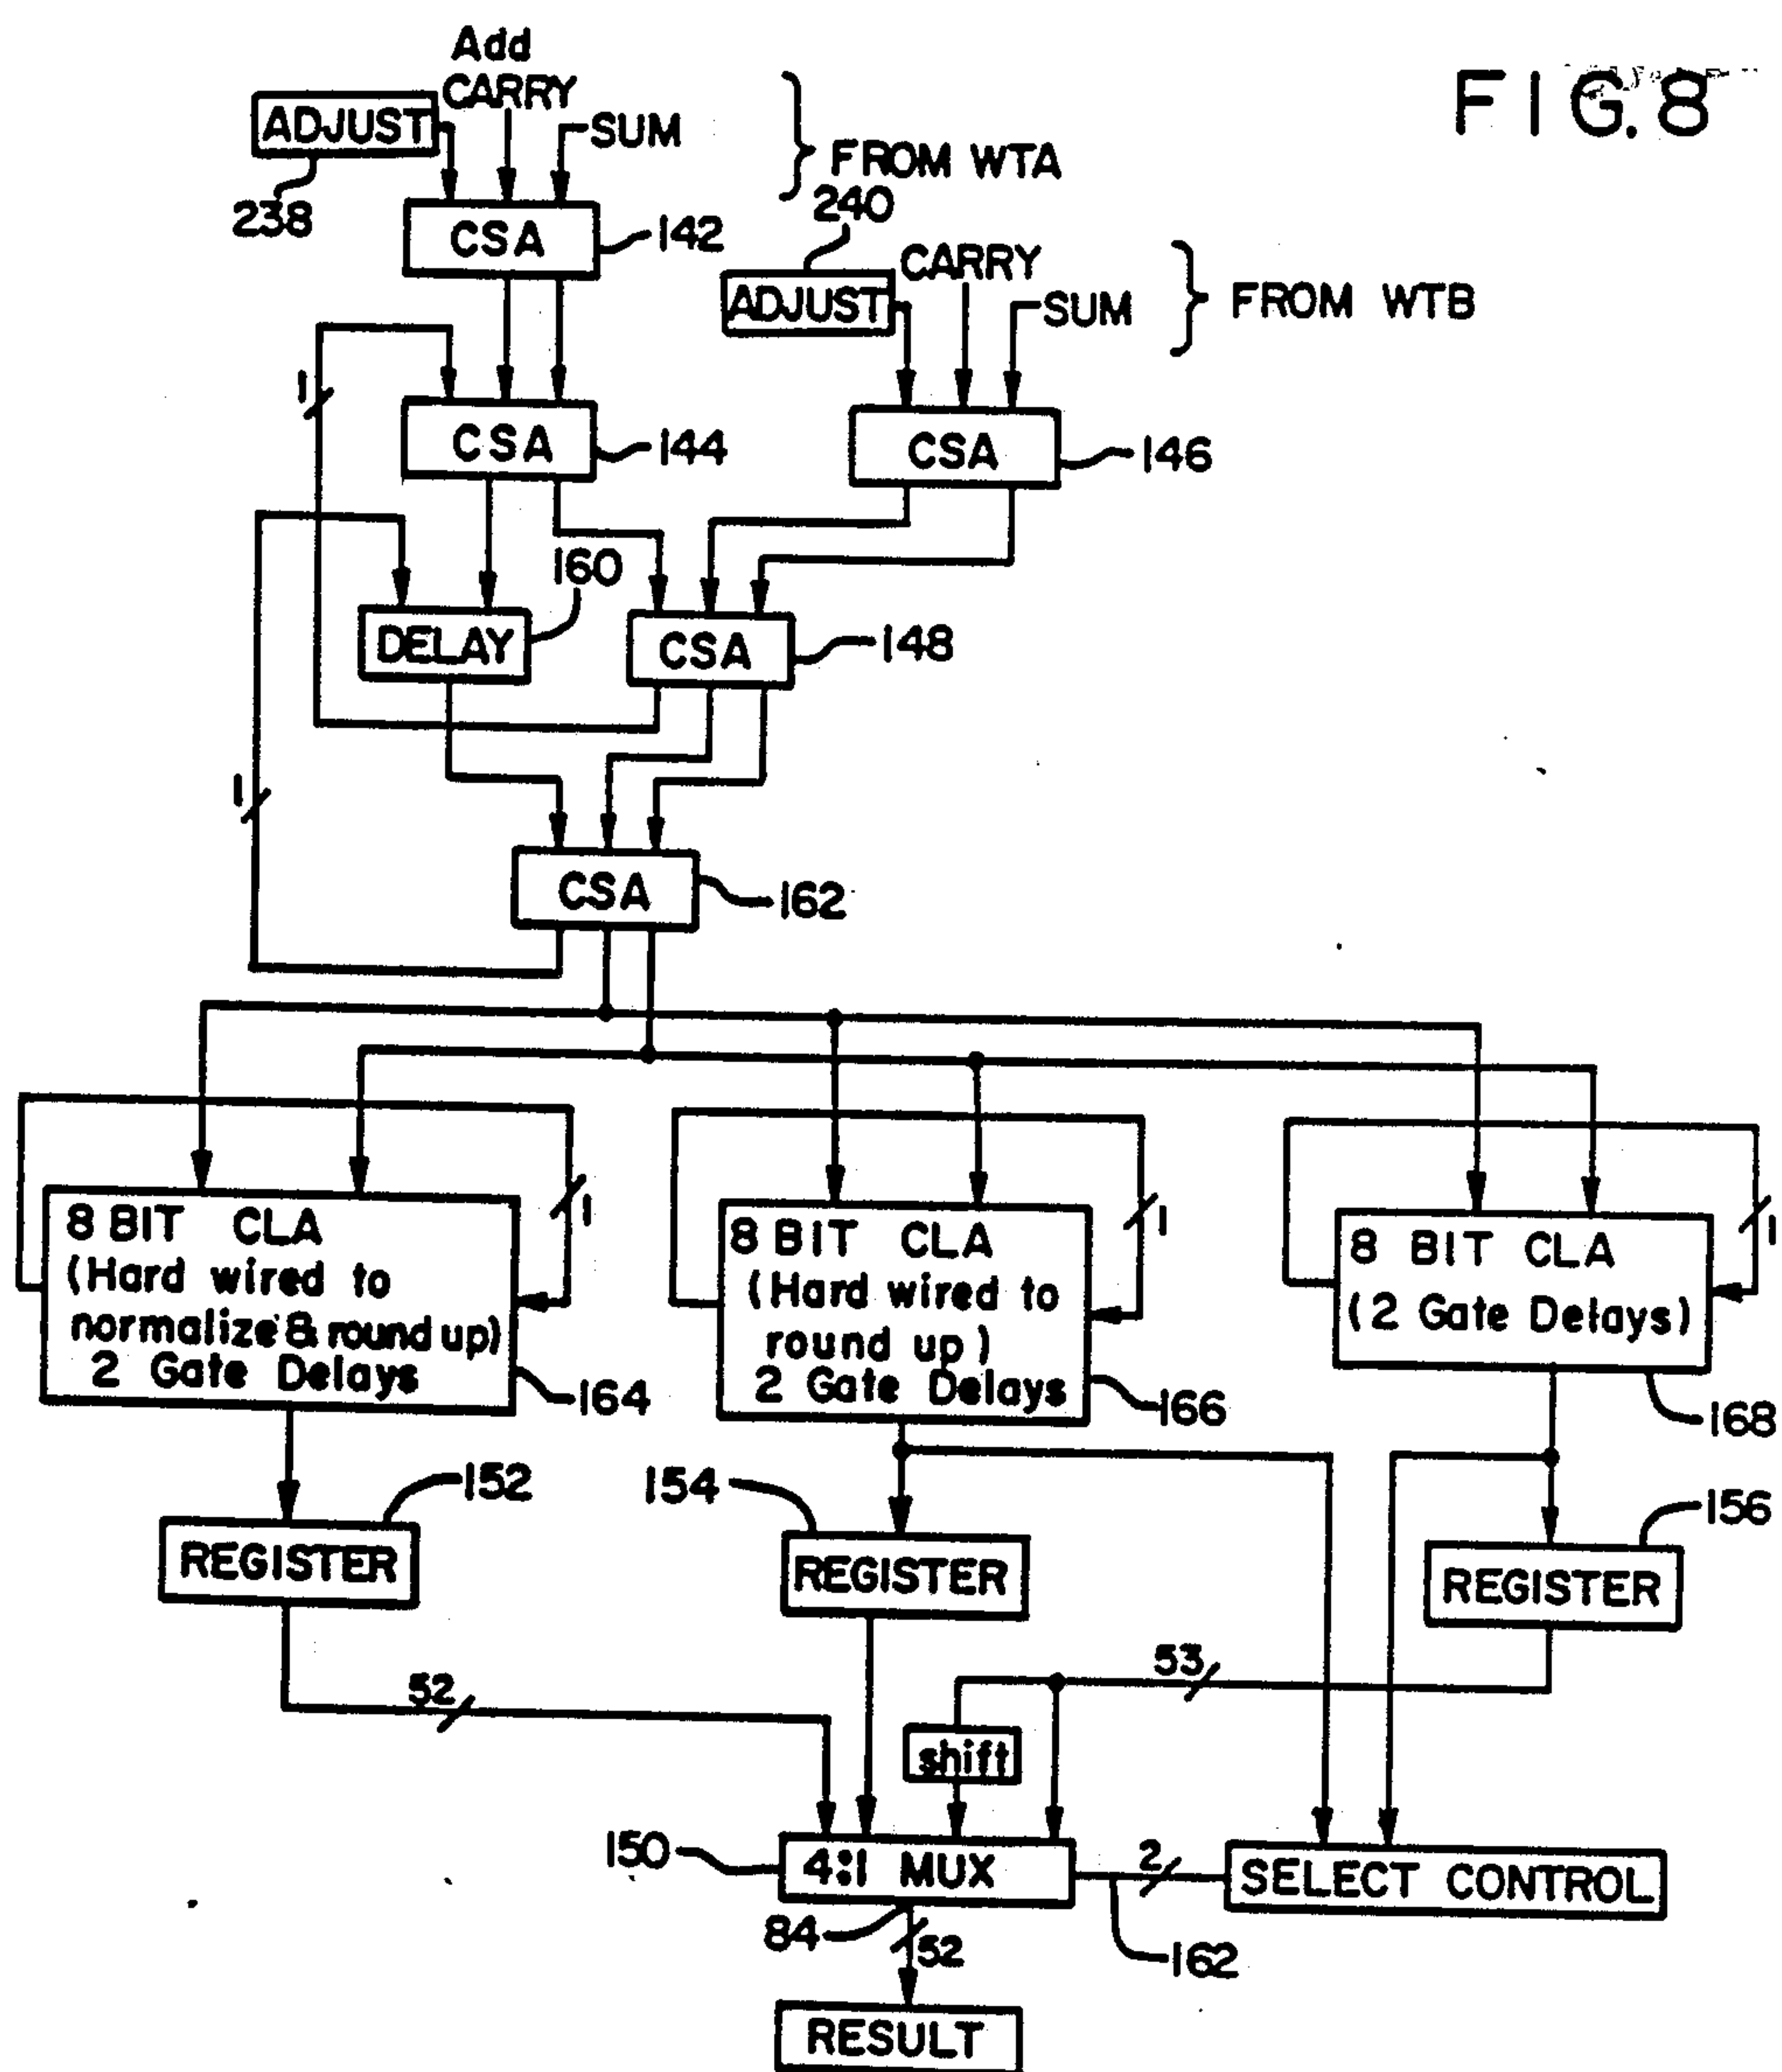 FIG. 8
Add
CARRY
ADJUST
SUM
FROM WTA
238
240
CSA
142
CARRY
ADJUST
SUM
FROM WTB
1
CSA
144
CSA
146
160
DELAY
CSA
148
1
CSA
162
8 BIT CLA
(Hard wired to
normalize & round up)
2 Gate Delays
1
164
8 BIT CLA
(Hard wired to
round up)
2 Gate Delays
1
166
8 BIT CLA
(2 Gate Delays)
1
168
152
REGISTER
154
REGISTER
156
REGISTER
52
53
shift
150
4:1 MUX
2
SELECT CONTROL
84
52
162
RESULT